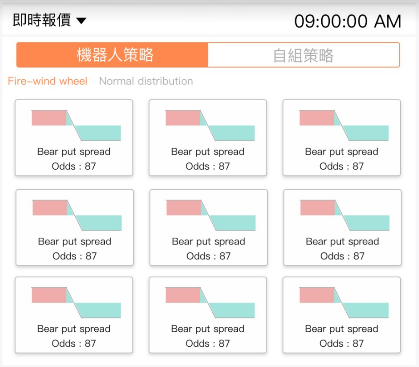 即時報價 09:00:00 AM
機器人策略 自組策略
Fire-wind wheel Normal distribution
Bear put spread Bear put spread Bear put spread
Odds : 87 Odds : 87 Odds : 87
Bear put spread Bear put spread Bear put spread
Odds : 87 Odds : 87 Odds : 87
Bear put spread Bear put spread Bear put spread
Odds : 87 Odds : 87 Odds : 87